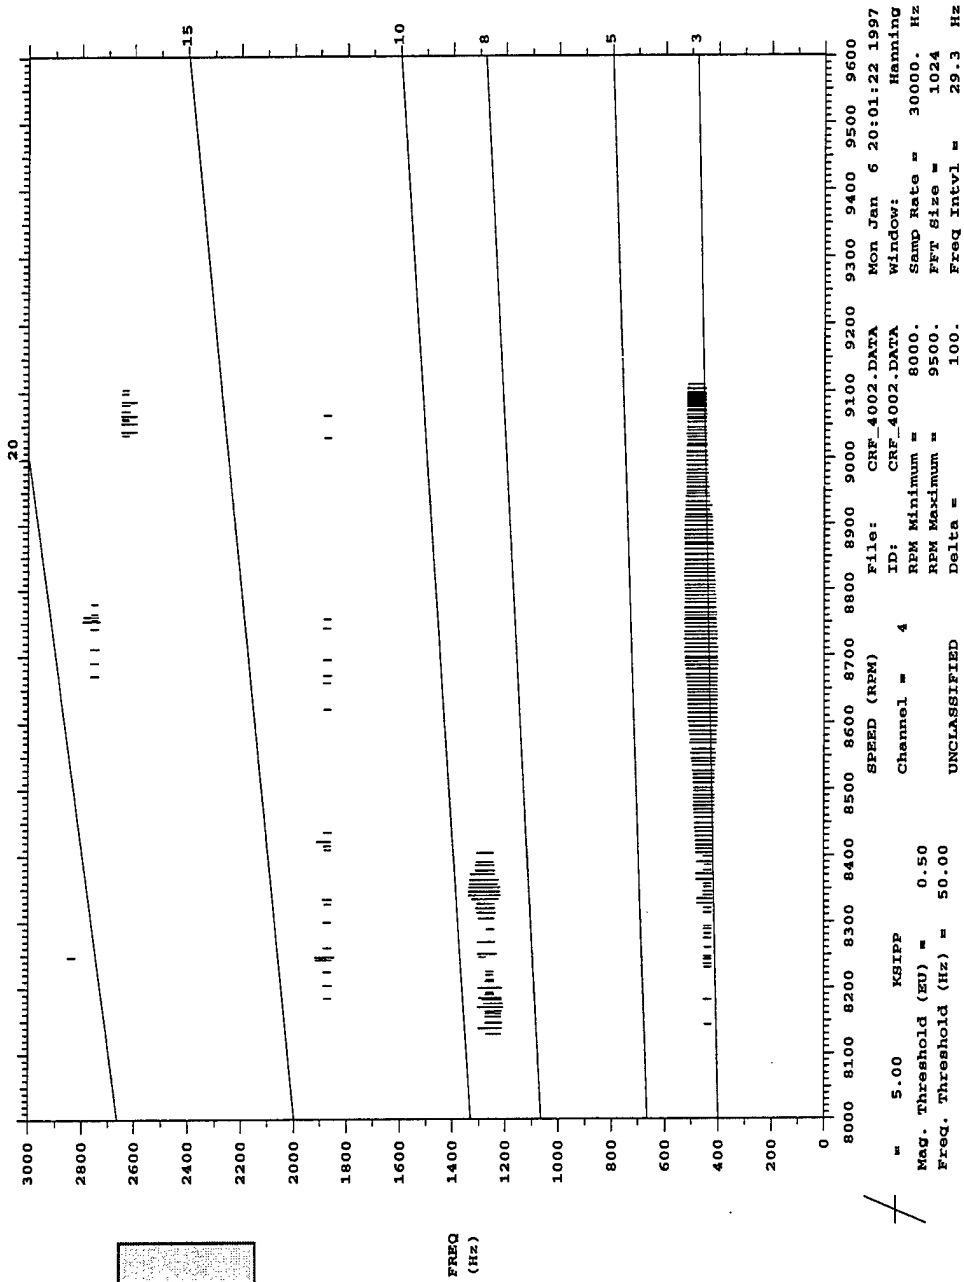 20
3000
2800
2600
2400
2200
2000
1800
1600
1400
1200
1000
800
600
400
200
0
FREQ
(Hz)
15
10
8
5
3
8000 8100 8200 8300 8400 8500 8600 8700 8800 8900 9000 9100 9200 9300 9400 9500 9600
SPEED (RPM)
= 5.00 KSIPP
Channel = 4
Mag. Threshold (EU) = 0.50
Freq. Threshold (Hz) = 50.00
UNCLASSIFIED
File: CRF_4002.DATA Mon Jan 6 20:01:22 1997
ID: CRF_4002.DATA Window: Hanning
RPM Minimum = 8000. Samp Rate = 30000. Hz
RPM Maximum = 9500. FFT Size = 1024
Delta = 100. Freq Intvl = 29.3 Hz